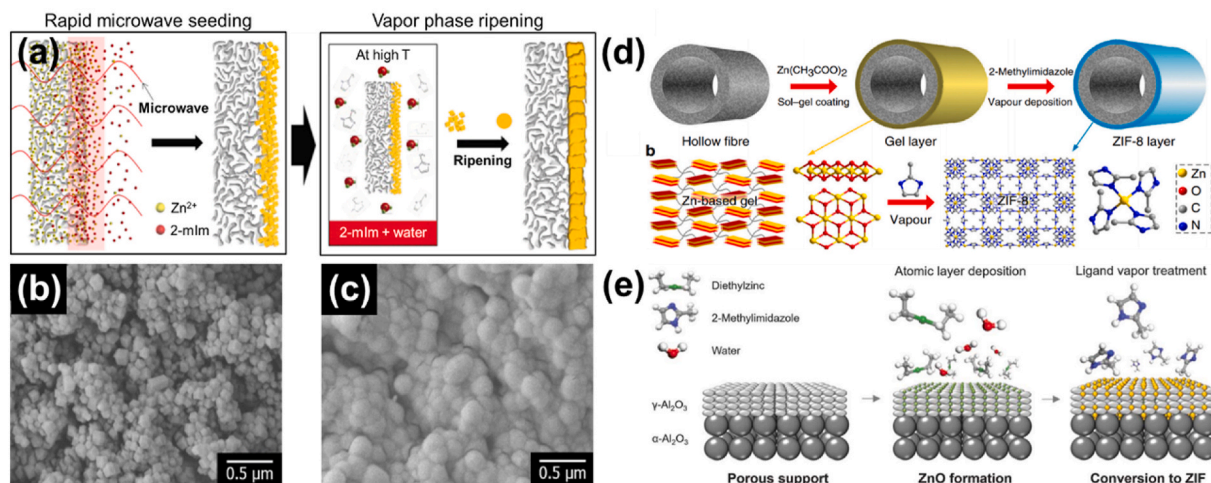 Rapid microwave seeding
Vapor phase ripening
(a)
At high T
Microwave
Ripening
Zn2+
2-mIm
2-mIm + water
(b)
0.5 µm
(c)
0.5 µm
(d)
Zn(CH3COO)2
Sol–gel coating
2-Methylimidazole
Vapour deposition
Hollow fibre
Gel layer
ZIF-8 layer
b
Zn-based gel
Vapour
ZIF-8
Zn
O
C
N
(e)
Diethylzinc
2-Methylimidazole
Water
Atomic layer deposition
Ligand vapor treatment
γ-Al2O3
α-Al2O3
Porous support
ZnO formation
Conversion to ZIF